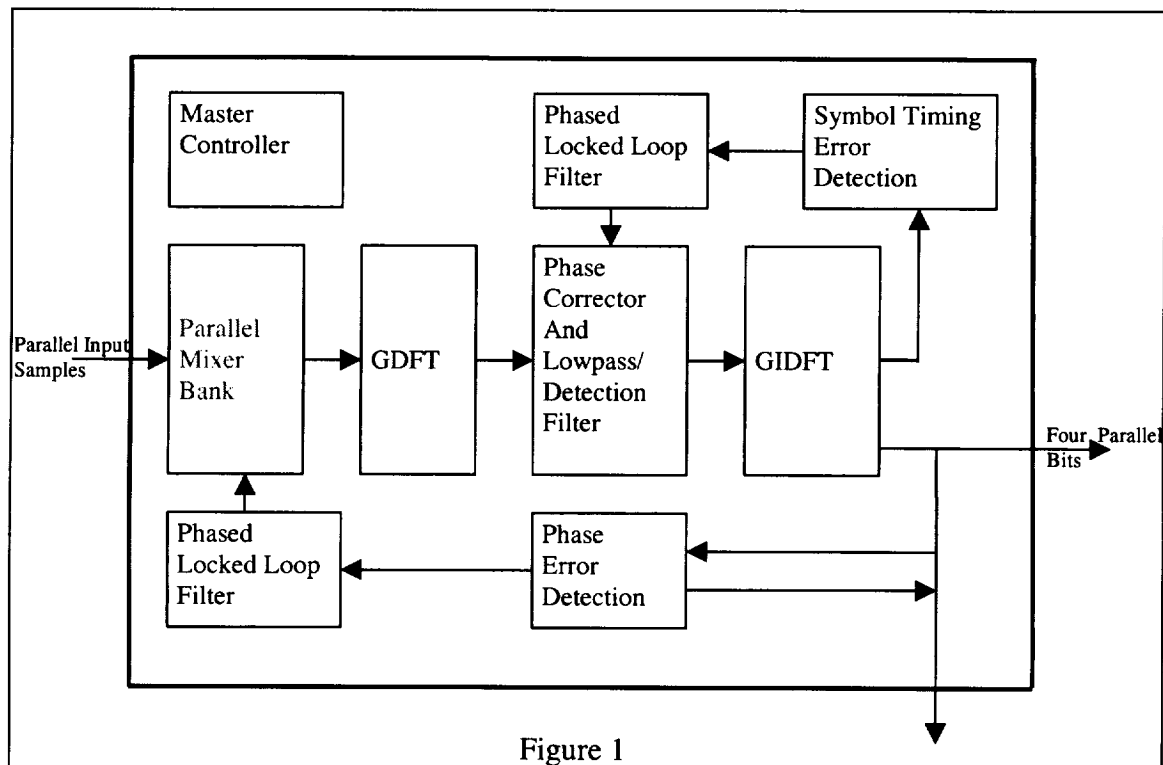 Master
Controller
Phased
Locked Loop
Filter
Symbol Timing
Error
Detection
Parallel Input
Samples
Parallel
Mixer
Bank
GDFT
Phase
Corrector
And
Lowpass/
Detection
Filter
GIDFT
Four Parallel
Bits
Phased
Locked Loop
Filter
Phase
Error
Detection
Figure 1